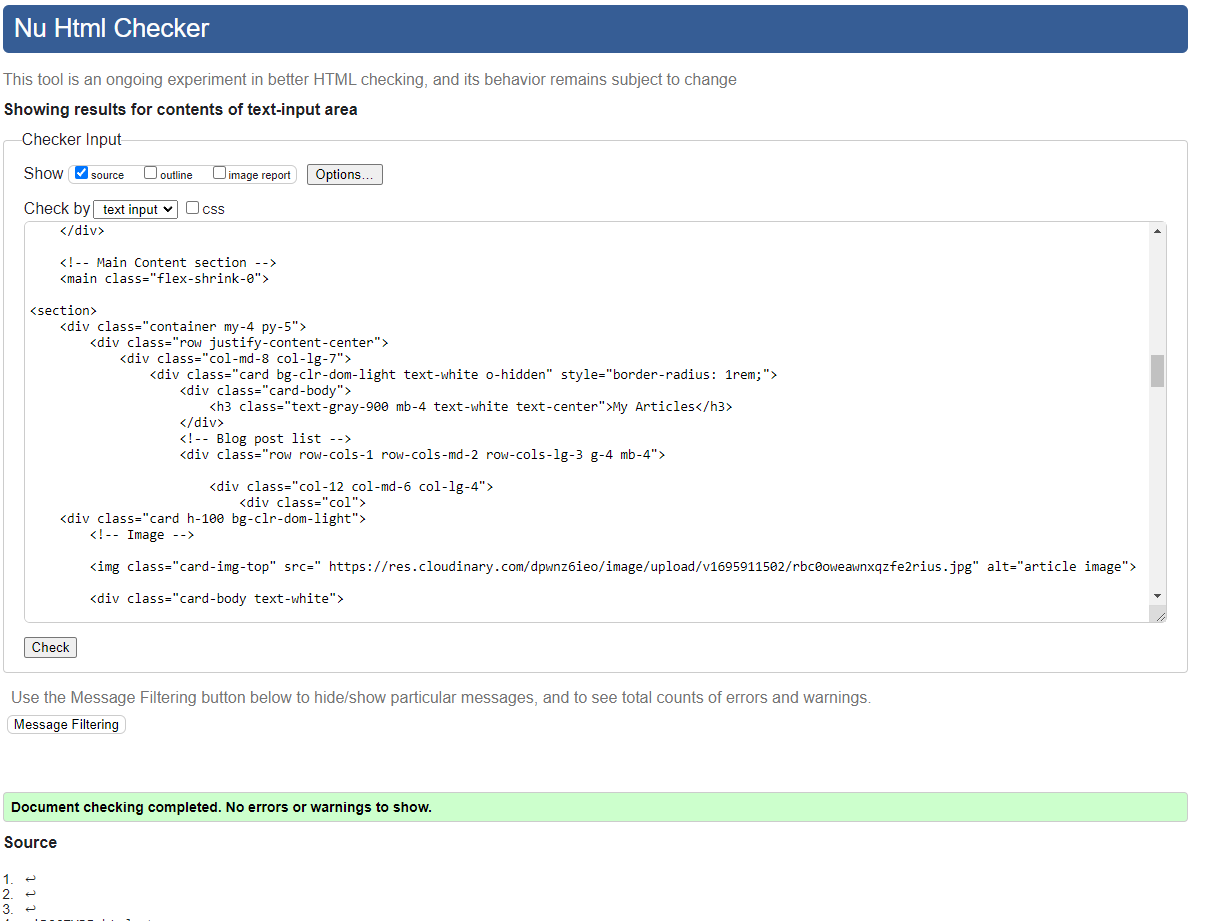 Nu Html Checker
This tool is an ongoing experiment in better HTML checking, and its behavior remains subject to change
Showing results for contents of text-input area
Checker Input
Show source outline image report Options...
Check by text input css
</div>
<!-- Main Content section -->
<main class="flex-shrink-0">
<section>
<div class="container my-4 py-5">
<div class="row justify-content-center">
<div class="col-md-8 col-lg-7">
<div class="card bg-clr-dom-light text-white o-hidden" style="border-radius: 1rem;">
<div class="card-body">
<h3 class="text-gray-900 mb-4 text-white text-center">My Articles</h3>
</div>
<!-- Blog post list -->
<div class="row row-cols-1 row-cols-md-2 row-cols-lg-3 g-4 mb-4">
<div class="col-12 col-md-6 col-lg-4">
<div class="col">
<div class="card h-100 bg-clr-dom-light">
<!-- Image -->
<img class="card-img-top" src=" https://res.cloudinary.com/dpwnz6ieo/image/upload/v1695911502/rbc0oweawnxqzfe2rius.jpg" alt="article image">
<div class="card-body text-white">
Check
Use the Message Filtering button below to hide/show particular messages, and to see total counts of errors and warnings.
Message Filtering
Document checking completed. No errors or warnings to show.
Source
1. ↩
2. ↩
3. ↩